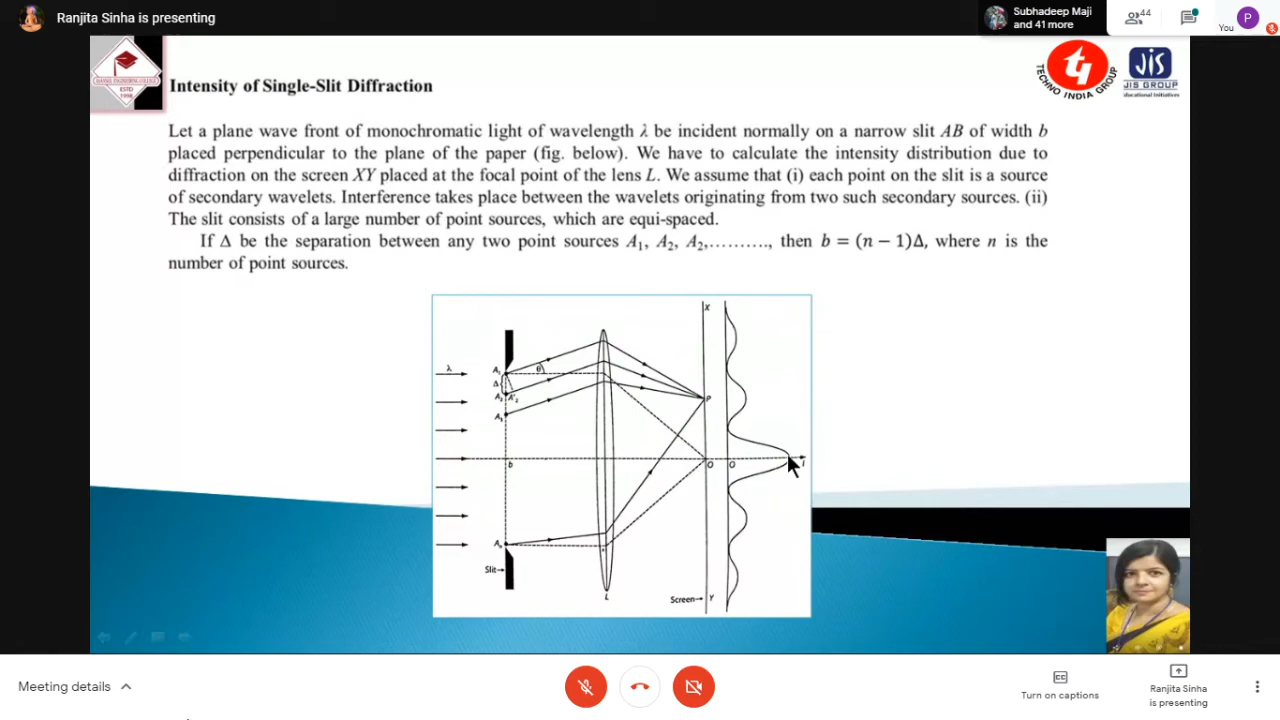 Ranjita Sinha is presenting
Subhadeep Maji
and 41 more
44
You
P
ESTD
1998
Intensity of Single-Slit Diffraction
TECHNO INDIA GROUP
JIS
JIS GROUP
Educational Initiatives
Let a plane wave front of monochromatic light of wavelength λ be incident normally on a narrow slit AB of width b
placed perpendicular to the plane of the paper (fig. below). We have to calculate the intensity distribution due to
diffraction on the screen XY placed at the focal point of the lens L. We assume that (i) each point on the slit is a source
of secondary wavelets. Interference takes place between the wavelets originating from two such secondary sources. (ii)
The slit consists of a large number of point sources, which are equi-spaced.
If Δ be the separation between any two point sources A₁, A₂, A₂,.........., then b = (n − 1)Δ, where n is the
number of point sources.
X
λ
A₁
θ
Δ
A₂
A'₂
P
A₃
b
O
O
I
Aₙ
Slit→
L
Screen→
Y
Meeting details
CC
Turn on captions
Ranjita Sinha
is presenting